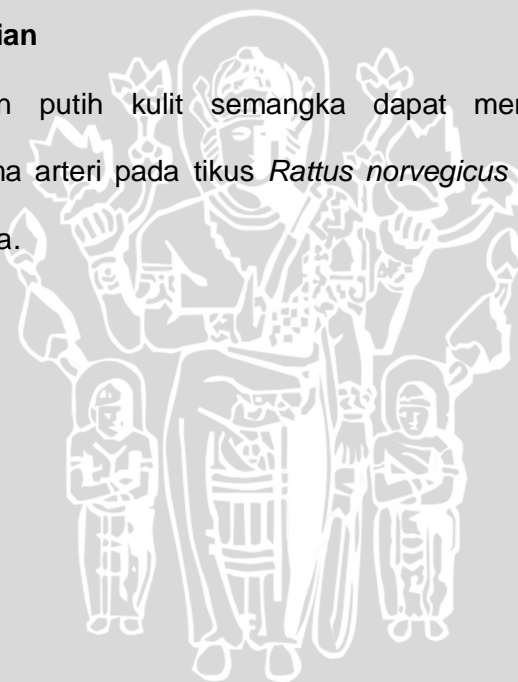 ian
n putih kulit semangka dapat mer
na arteri pada tikus Rattus norvegicus
a.